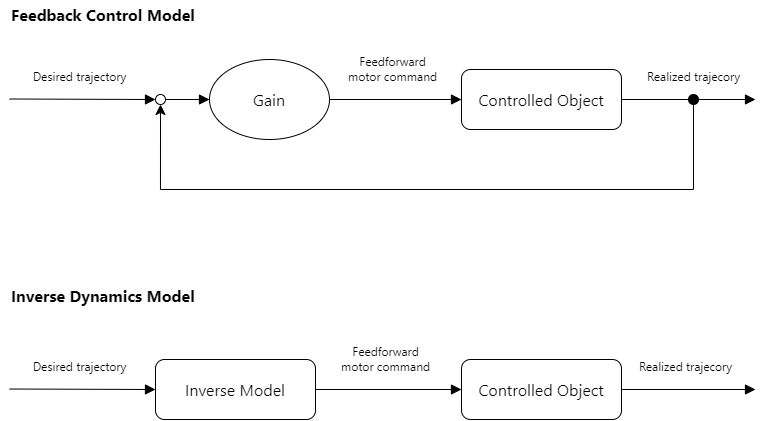 Feedback Control Model
Desired trajectory
Gain
Feedforward
motor command
Controlled Object
Realized trajecory
Inverse Dynamics Model
Desired trajectory
Inverse Model
Feedforward
motor command
Controlled Object
Realized trajecory